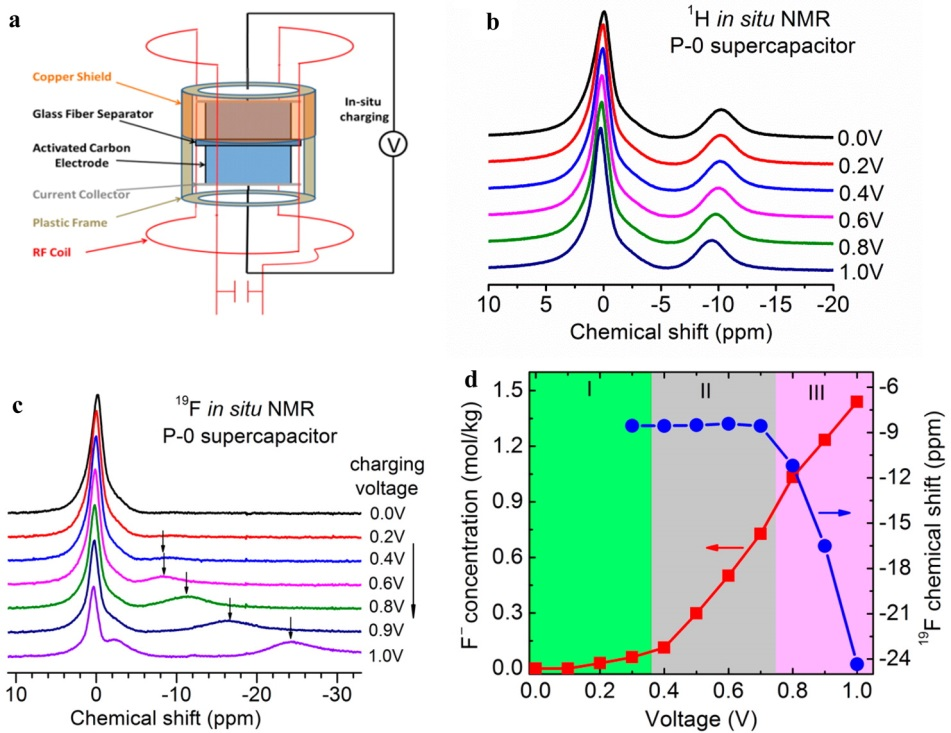 a
Copper Shield
Glass Fiber Separator
Activated Carbon
Electrode
Current Collector
Plastic Frame
RF Coil
In-situ
charging
V
b
¹H in situ NMR
P-0 supercapacitor
0.0V
0.2V
0.4V
0.6V
0.8V
1.0V
10 5 0 -5 -10 -15 -20
Chemical shift (ppm)
c
¹⁹F in situ NMR
P-0 supercapacitor
charging
voltage
0.0V
0.2V
0.4V
0.6V
0.8V
0.9V
1.0V
10 0 -10 -20 -30
Chemical shift (ppm)
d
I II III
F⁻ concentration (mol/kg)
1.5
1.2
0.9
0.6
0.3
0.0
0.0 0.2 0.4 0.6 0.8 1.0
Voltage (V)
-6
-9
-12
-15
-18
-21
-24
¹⁹F chemical shift (ppm)